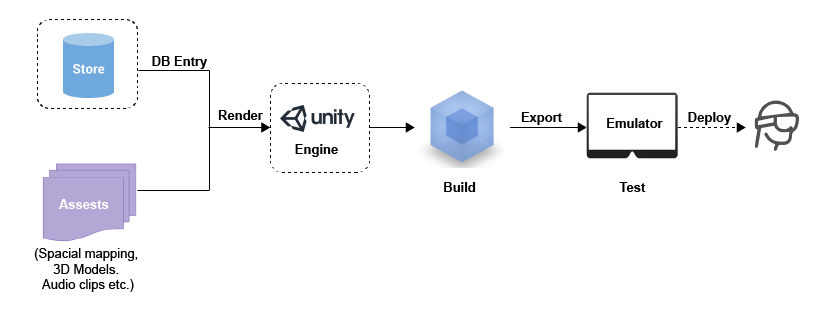 Store
DB Entry
Render
unity
Engine
Assests
(Spacial mapping,
3D Models.
Audio clips etc.)
Build
Export
Emulator
Test
Deploy